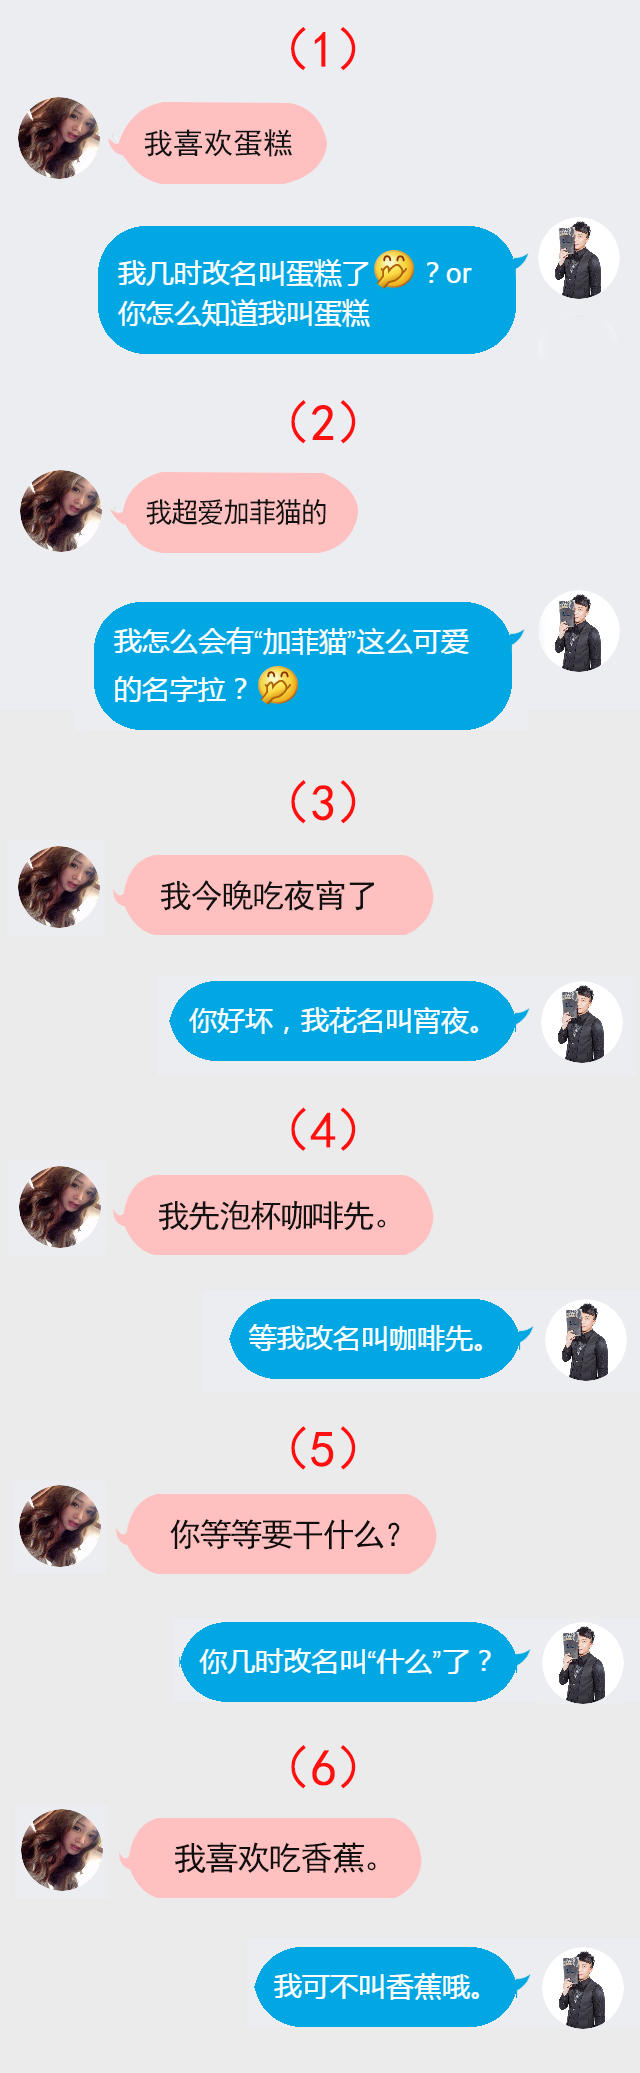 （1）
我喜欢蛋糕
我几时改名叫蛋糕了🤭？or
你怎么知道我叫蛋糕
（2）
我超爱加菲猫的
我怎么会有“加菲猫”这么可爱
的名字拉？🤭
（3）
我今晚吃夜宵了
你好坏，我花名叫宵夜。
（4）
我先泡杯咖啡先。
等我改名叫咖啡先。
（5）
你等等要干什么？
你几时改名叫“什么”了？
（6）
我喜欢吃香蕉。
我可不叫香蕉哦。